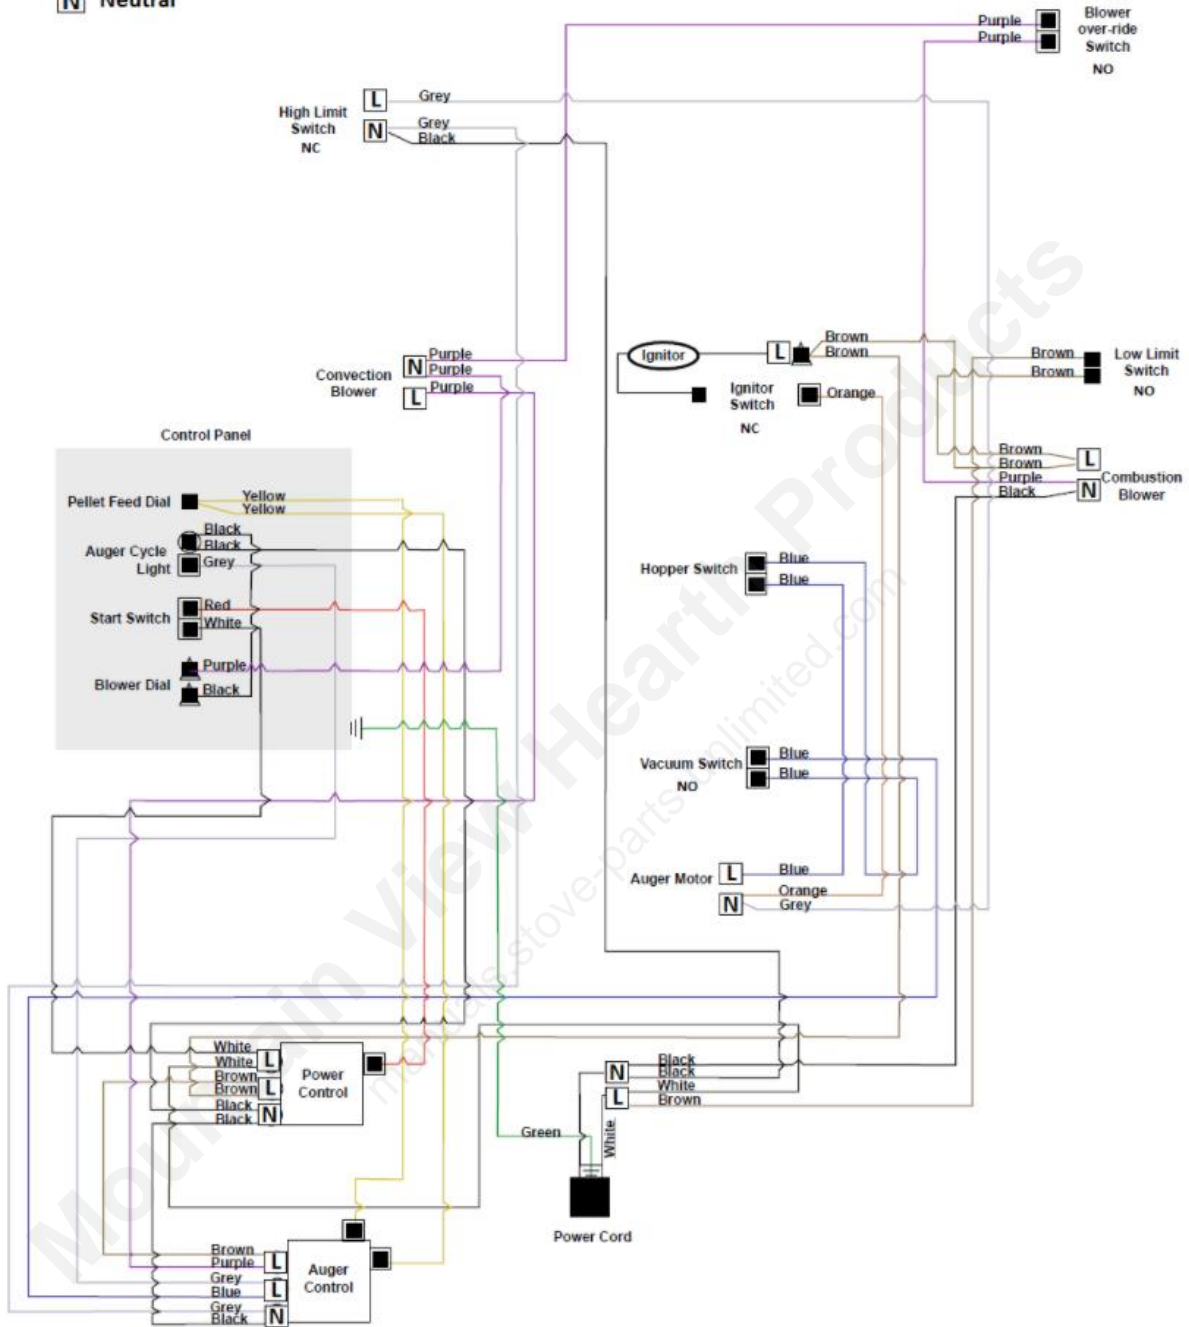 N Neutral
Purple
Purple
Blower
over-ride
Switch
NO
High Limit
Switch
NC
L
Grey
N
Grey
Black
Convection
Blower
N
Purple
Purple
L
Purple
Ignitor
L
Brown
Brown
Ignitor
Switch
NC
Orange
Brown
Brown
Low Limit
Switch
NO
Brown
Brown
Purple
Black
L
N
Combustion
Blower
Control Panel
Pellet Feed Dial
Yellow
Yellow
Auger Cycle
Light
Black
Black
Grey
Start Switch
Red
White
Blower Dial
Purple
Black
Hopper Switch
Blue
Blue
Vacuum Switch
NO
Blue
Blue
Auger Motor
L
Blue
N
Orange
Grey
White
White
Brown
Brown
Black
Black
L
L
N
Power
Control
N
Black
Black
L
White
Brown
Green
White
Power Cord
Brown
Purple
Grey
Blue
Grey
Black
L
L
N
Auger
Control
Mountain View Hearth Products
manuals.stove-parts-unlimited.com